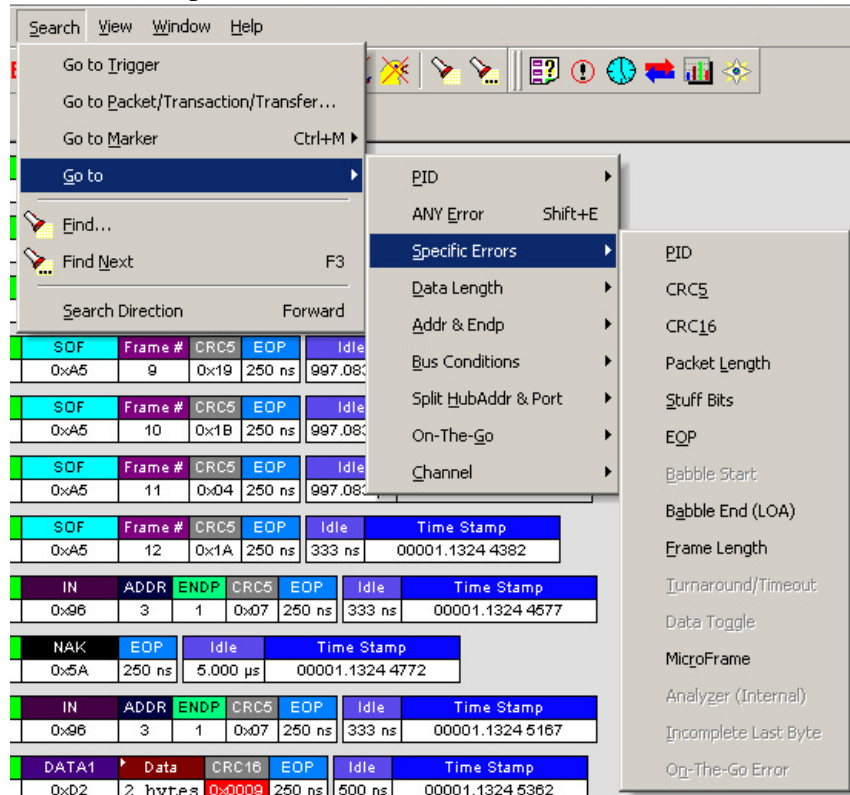 Search View Window Help
Go to Trigger
Go to Packet/Transaction/Transfer...
Go to Marker Ctrl+M
Go to
Find...
Find Next F3
Search Direction Forward
PID
ANY Error Shift+E
Specific Errors
Data Length
Addr & Endp
Bus Conditions
Split HubAddr & Port
On-The-Go
Channel
PID
CRC5
CRC16
Packet Length
Stuff Bits
EOP
Babble Start
Babble End (LOA)
Frame Length
Turnaround/Timeout
Data Toggle
MicroFrame
Analyzer (Internal)
Incomplete Last Byte
On-The-Go Error
SOF Frame # CRC5 EOP Idle
0xA5 9 0x19 250 ns 997.083
SOF Frame # CRC5 EOP Idle
0xA5 10 0x1B 250 ns 997.083
SOF Frame # CRC5 EOP Idle
0xA5 11 0x04 250 ns 997.083
SOF Frame # CRC5 EOP Idle Time Stamp
0xA5 12 0x1A 250 ns 333 ns 00001.1324 4382
IN ADDR ENDP CRC5 EOP Idle Time Stamp
0x96 3 1 0x07 250 ns 333 ns 00001.1324 4577
NAK EOP Idle Time Stamp
0x5A 250 ns 5.000 µs 00001.1324 4772
IN ADDR ENDP CRC5 EOP Idle Time Stamp
0x96 3 1 0x07 250 ns 333 ns 00001.1324 5167
DATA1 Data CRC16 EOP Idle Time Stamp
0xD2 2 bytes 0x0009 250 ns 500 ns 00001.1324 5362